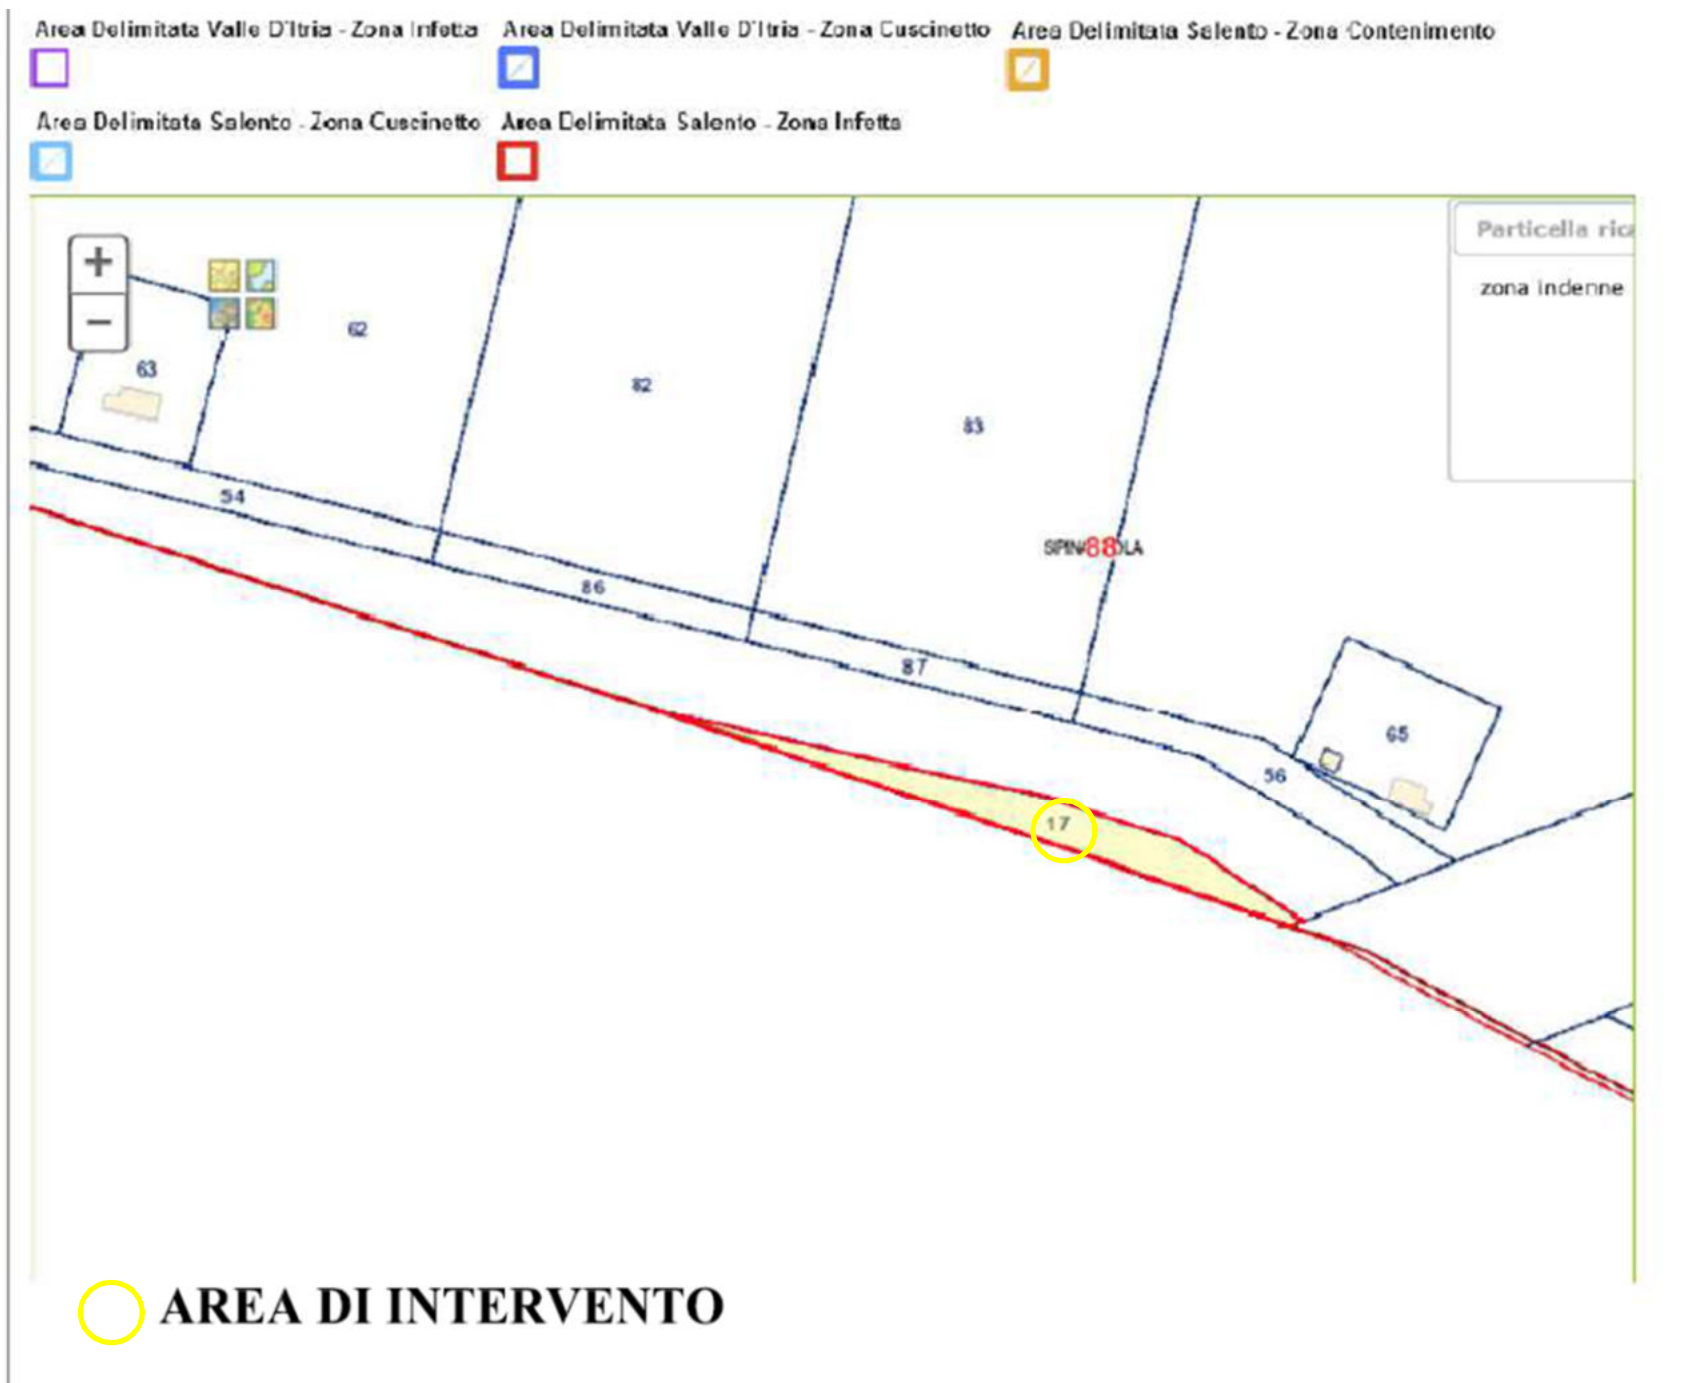 Area Delimitata Valle D'Itria - Zona Infetta Area Delimitata Valle D'Itria - Zona Cuscinetto Area Delimitata Salento - Zona Contenimento
Area Delimitata Salento - Zona Cuscinetto Area Delimitata Salento - Zona Infetta
+
Particella rica
−
zona indenne
62
63
82
83
54
88
86
87
65
56
17
AREA DI INTERVENTO